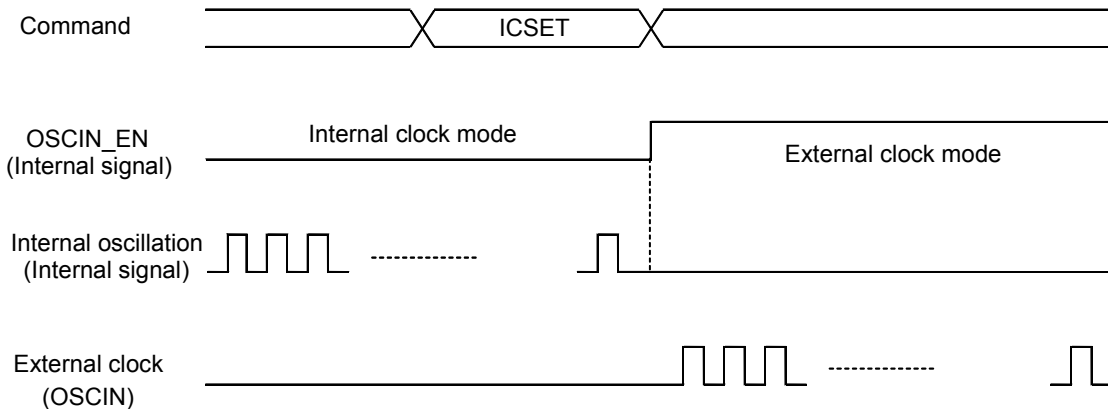 Command
ICSET
OSCIN_EN
(Internal signal)
Internal clock mode
External clock mode
Internal oscillation
(Internal signal)
External clock
(OSCIN)